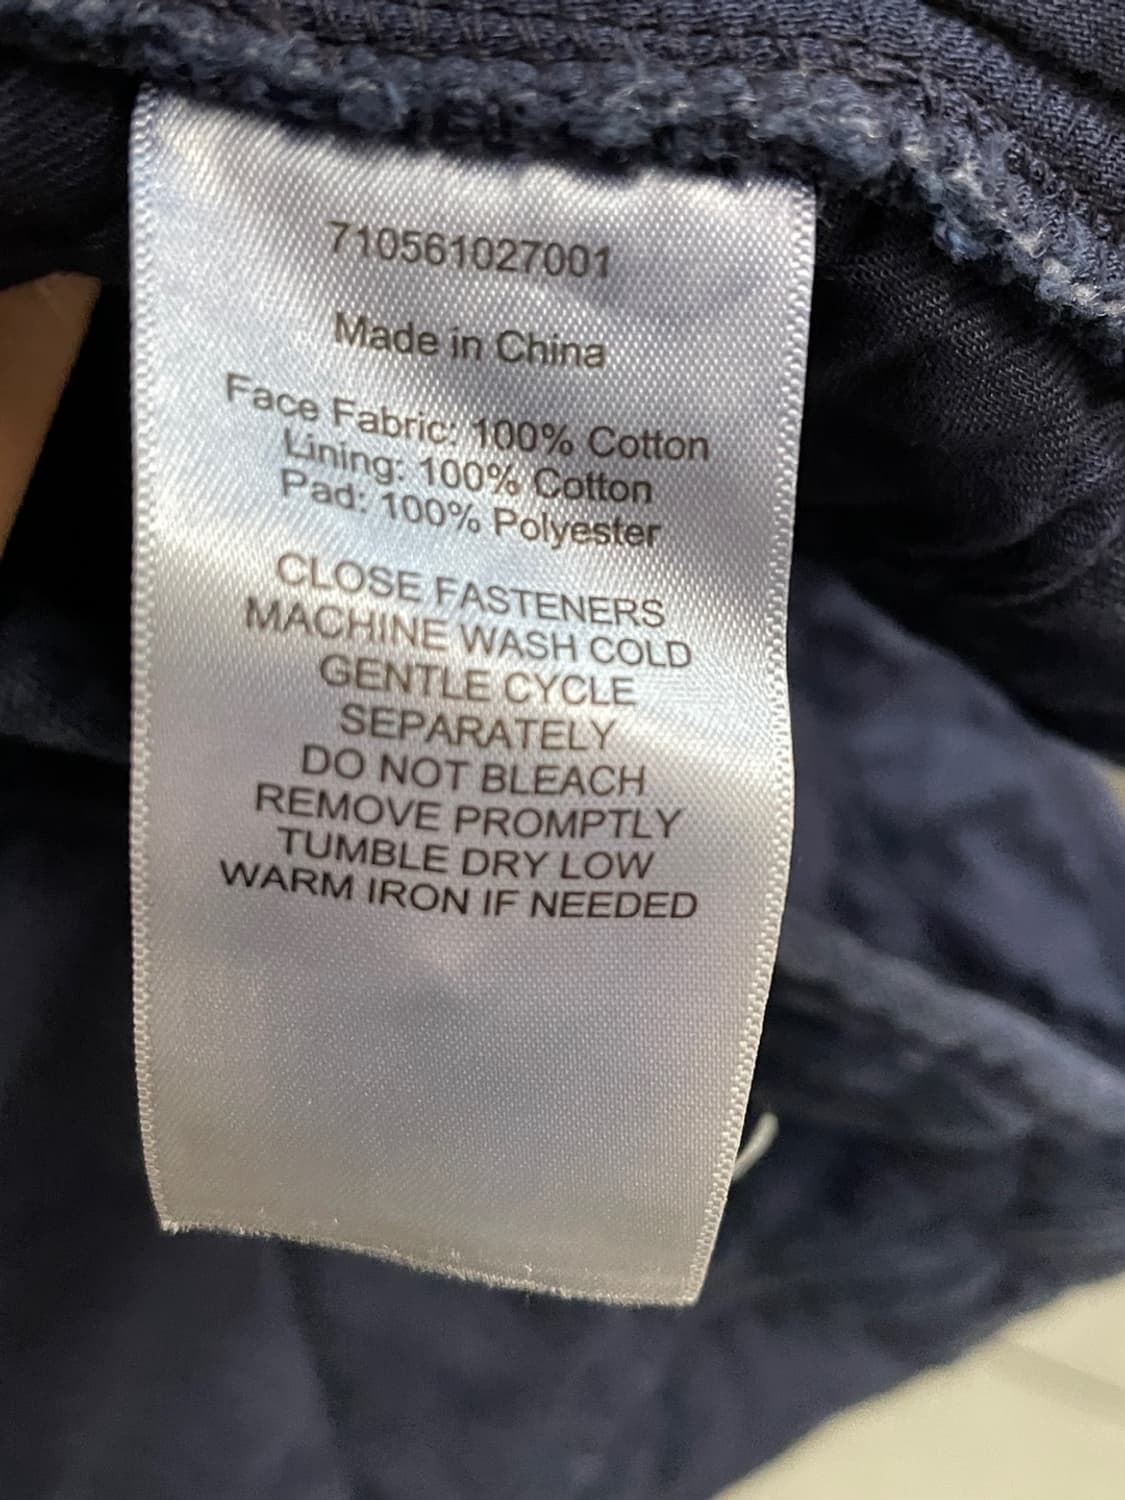 710561027001
Made in China
Face Fabric: 100% Cotton
Lining: 100% Cotton
Pad: 100% Polyester
CLOSE FASTENERS
MACHINE WASH COLD
GENTLE CYCLE
SEPARATELY
DO NOT BLEACH
REMOVE PROMPTLY
TUMBLE DRY LOW
WARM IRON IF NEEDED